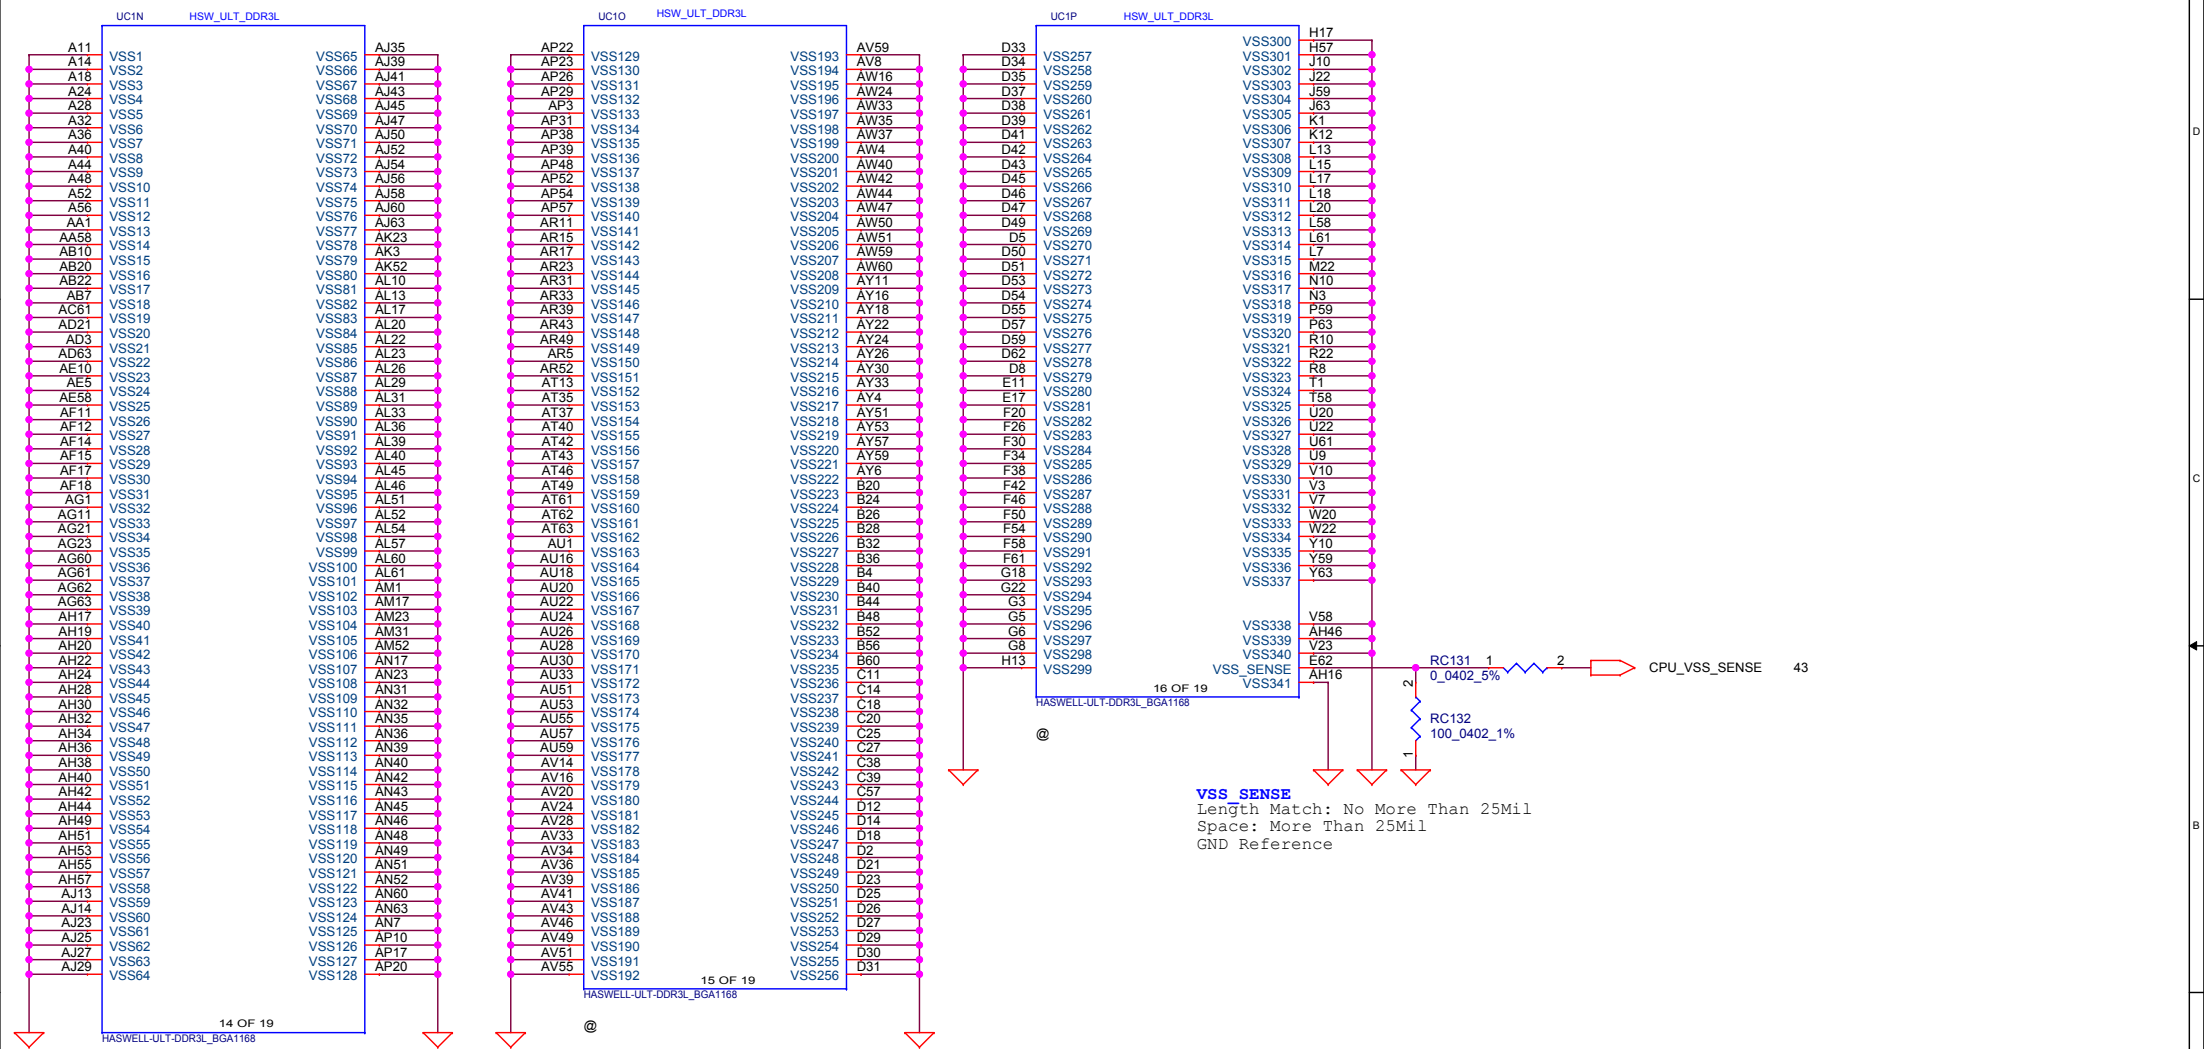 UC1N HSW_ULT_DDR3L
A11 VSS1 VSS65 AJ35
A14 VSS2 VSS66 AJ39
A18 VSS3 VSS67 AJ41
A24 VSS4 VSS68 AJ43
A28 VSS5 VSS69 AJ45
A32 VSS6 VSS70 AJ47
A36 VSS7 VSS71 AJ50
A40 VSS8 VSS72 AJ52
A44 VSS9 VSS73 AJ54
A48 VSS10 VSS74 AJ56
A52 VSS11 VSS75 AJ58
A56 VSS12 VSS76 AJ60
AA1 VSS13 VSS77 AJ63
AA58 VSS14 VSS78 AK23
AB10 VSS15 VSS79 AK3
AB20 VSS16 VSS80 AK52
AB22 VSS17 VSS81 AL10
AB7 VSS18 VSS82 AL13
AC61 VSS19 VSS83 AL17
AD21 VSS20 VSS84 AL20
AD3 VSS21 VSS85 AL22
AD63 VSS22 VSS86 AL23
AE10 VSS23 VSS87 AL26
AE5 VSS24 VSS88 AL29
AE58 VSS25 VSS89 AL31
AF11 VSS26 VSS90 AL33
AF12 VSS27 VSS91 AL36
AF14 VSS28 VSS92 AL39
AF15 VSS29 VSS93 AL40
AF17 VSS30 VSS94 AL45
AF18 VSS31 VSS95 AL46
AG1 VSS32 VSS96 AL51
AG11 VSS33 VSS97 AL52
AG21 VSS34 VSS98 AL54
AG23 VSS35 VSS99 AL57
AG60 VSS36 VSS100 AL60
AG61 VSS37 VSS101 AL61
AG62 VSS38 VSS102 AM1
AG63 VSS39 VSS103 AM17
AH17 VSS40 VSS104 AM23
AH19 VSS41 VSS105 AM31
AH20 VSS42 VSS106 AM52
AH22 VSS43 VSS107 AN17
AH24 VSS44 VSS108 AN23
AH28 VSS45 VSS109 AN31
AH30 VSS46 VSS110 AN32
AH32 VSS47 VSS111 AN35
AH34 VSS48 VSS112 AN36
AH36 VSS49 VSS113 AN39
AH38 VSS50 VSS114 AN40
AH40 VSS51 VSS115 AN42
AH42 VSS52 VSS116 AN43
AH44 VSS53 VSS117 AN45
AH49 VSS54 VSS118 AN46
AH51 VSS55 VSS119 AN48
AH53 VSS56 VSS120 AN49
AH55 VSS57 VSS121 AN51
AH57 VSS58 VSS122 AN52
AJ13 VSS59 VSS123 AN60
AJ14 VSS60 VSS124 AN63
AJ23 VSS61 VSS125 AN7
AJ25 VSS62 VSS126 AP10
AJ27 VSS63 VSS127 AP17
AJ29 VSS64 VSS128 AP20
14 OF 19
HASWELL-ULT-DDR3L_BGA1168
UC1O HSW_ULT_DDR3L
AP22 VSS129 VSS193 AV59
AP23 VSS130 VSS194 AV8
AP26 VSS131 VSS195 AW16
AP29 VSS132 VSS196 AW24
AP3 VSS133 VSS197 AW33
AP31 VSS134 VSS198 AW35
AP38 VSS135 VSS199 AW37
AP39 VSS136 VSS200 AW4
AP48 VSS137 VSS201 AW40
AP52 VSS138 VSS202 AW42
AP54 VSS139 VSS203 AW44
AP57 VSS140 VSS204 AW47
AR11 VSS141 VSS205 AW50
AR15 VSS142 VSS206 AW51
AR17 VSS143 VSS207 AW59
AR23 VSS144 VSS208 AW60
AR31 VSS145 VSS209 AY11
AR33 VSS146 VSS210 AY16
AR39 VSS147 VSS211 AY18
AR43 VSS148 VSS212 AY22
AR49 VSS149 VSS213 AY24
AR5 VSS150 VSS214 AY26
AR52 VSS151 VSS215 AY30
AT13 VSS152 VSS216 AY33
AT35 VSS153 VSS217 AY4
AT37 VSS154 VSS218 AY51
AT40 VSS155 VSS219 AY53
AT42 VSS156 VSS220 AY57
AT43 VSS157 VSS221 AY59
AT46 VSS158 VSS222 AY6
AT49 VSS159 VSS223 B20
AT61 VSS160 VSS224 B24
AT62 VSS161 VSS225 B26
AT63 VSS162 VSS226 B28
AU1 VSS163 VSS227 B32
AU16 VSS164 VSS228 B36
AU18 VSS165 VSS229 B4
AU20 VSS166 VSS230 B40
AU22 VSS167 VSS231 B44
AU24 VSS168 VSS232 B48
AU26 VSS169 VSS233 B52
AU28 VSS170 VSS234 B56
AU30 VSS171 VSS235 B60
AU33 VSS172 VSS236 C11
AU51 VSS173 VSS237 C14
AU53 VSS174 VSS238 C18
AU55 VSS175 VSS239 C20
AU57 VSS176 VSS240 C25
AU59 VSS177 VSS241 C27
AV14 VSS178 VSS242 C38
AV16 VSS179 VSS243 C39
AV20 VSS180 VSS244 C57
AV24 VSS181 VSS245 D12
AV28 VSS182 VSS246 D14
AV33 VSS183 VSS247 D18
AV34 VSS184 VSS248 D2
AV36 VSS185 VSS249 D21
AV39 VSS186 VSS250 D23
AV41 VSS187 VSS251 D25
AV43 VSS188 VSS252 D26
AV46 VSS189 VSS253 D27
AV49 VSS190 VSS254 D29
AV51 VSS191 VSS255 D30
AV55 VSS192 VSS256 D31
15 OF 19
HASWELL-ULT-DDR3L_BGA1168
@
UC1P HSW_ULT_DDR3L
VSS300 H17
D33 VSS257 VSS301 H57
D34 VSS258 VSS302 J10
D35 VSS259 VSS303 J22
D37 VSS260 VSS304 J59
D38 VSS261 VSS305 J63
D39 VSS262 VSS306 K1
D41 VSS263 VSS307 K12
D42 VSS264 VSS308 L13
D43 VSS265 VSS309 L15
D45 VSS266 VSS310 L17
D46 VSS267 VSS311 L18
D47 VSS268 VSS312 L20
D49 VSS269 VSS313 L58
D5 VSS270 VSS314 L61
D50 VSS271 VSS315 L7
D51 VSS272 VSS316 M22
D53 VSS273 VSS317 N10
D54 VSS274 VSS318 N3
D55 VSS275 VSS319 P59
D57 VSS276 VSS320 P63
D59 VSS277 VSS321 R10
D62 VSS278 VSS322 R22
D8 VSS279 VSS323 R8
E11 VSS280 VSS324 T1
E17 VSS281 VSS325 T58
F20 VSS282 VSS326 U20
F26 VSS283 VSS327 U22
F30 VSS284 VSS328 U61
F34 VSS285 VSS329 U9
F38 VSS286 VSS330 V10
F42 VSS287 VSS331 V3
F46 VSS288 VSS332 V7
F50 VSS289 VSS333 W20
F54 VSS290 VSS334 W22
F58 VSS291 VSS335 Y10
F61 VSS292 VSS336 Y59
G18 VSS293 VSS337 Y63
G22 VSS294
G3 VSS295
G5 VSS296 VSS338 V58
G6 VSS297 VSS339 AH46
G8 VSS298 VSS340 V23
H13 VSS299 VSS_SENSE E62
VSS341 AH16
16 OF 19
HASWELL-ULT-DDR3L_BGA1168
@
RC131 1 2 CPU_VSS_SENSE 43
0_0402_5%
2
RC132
100_0402_1%
1
VSS_SENSE
Length Match: No More Than 25Mil
Space: More Than 25Mil
GND Reference
D
C
B